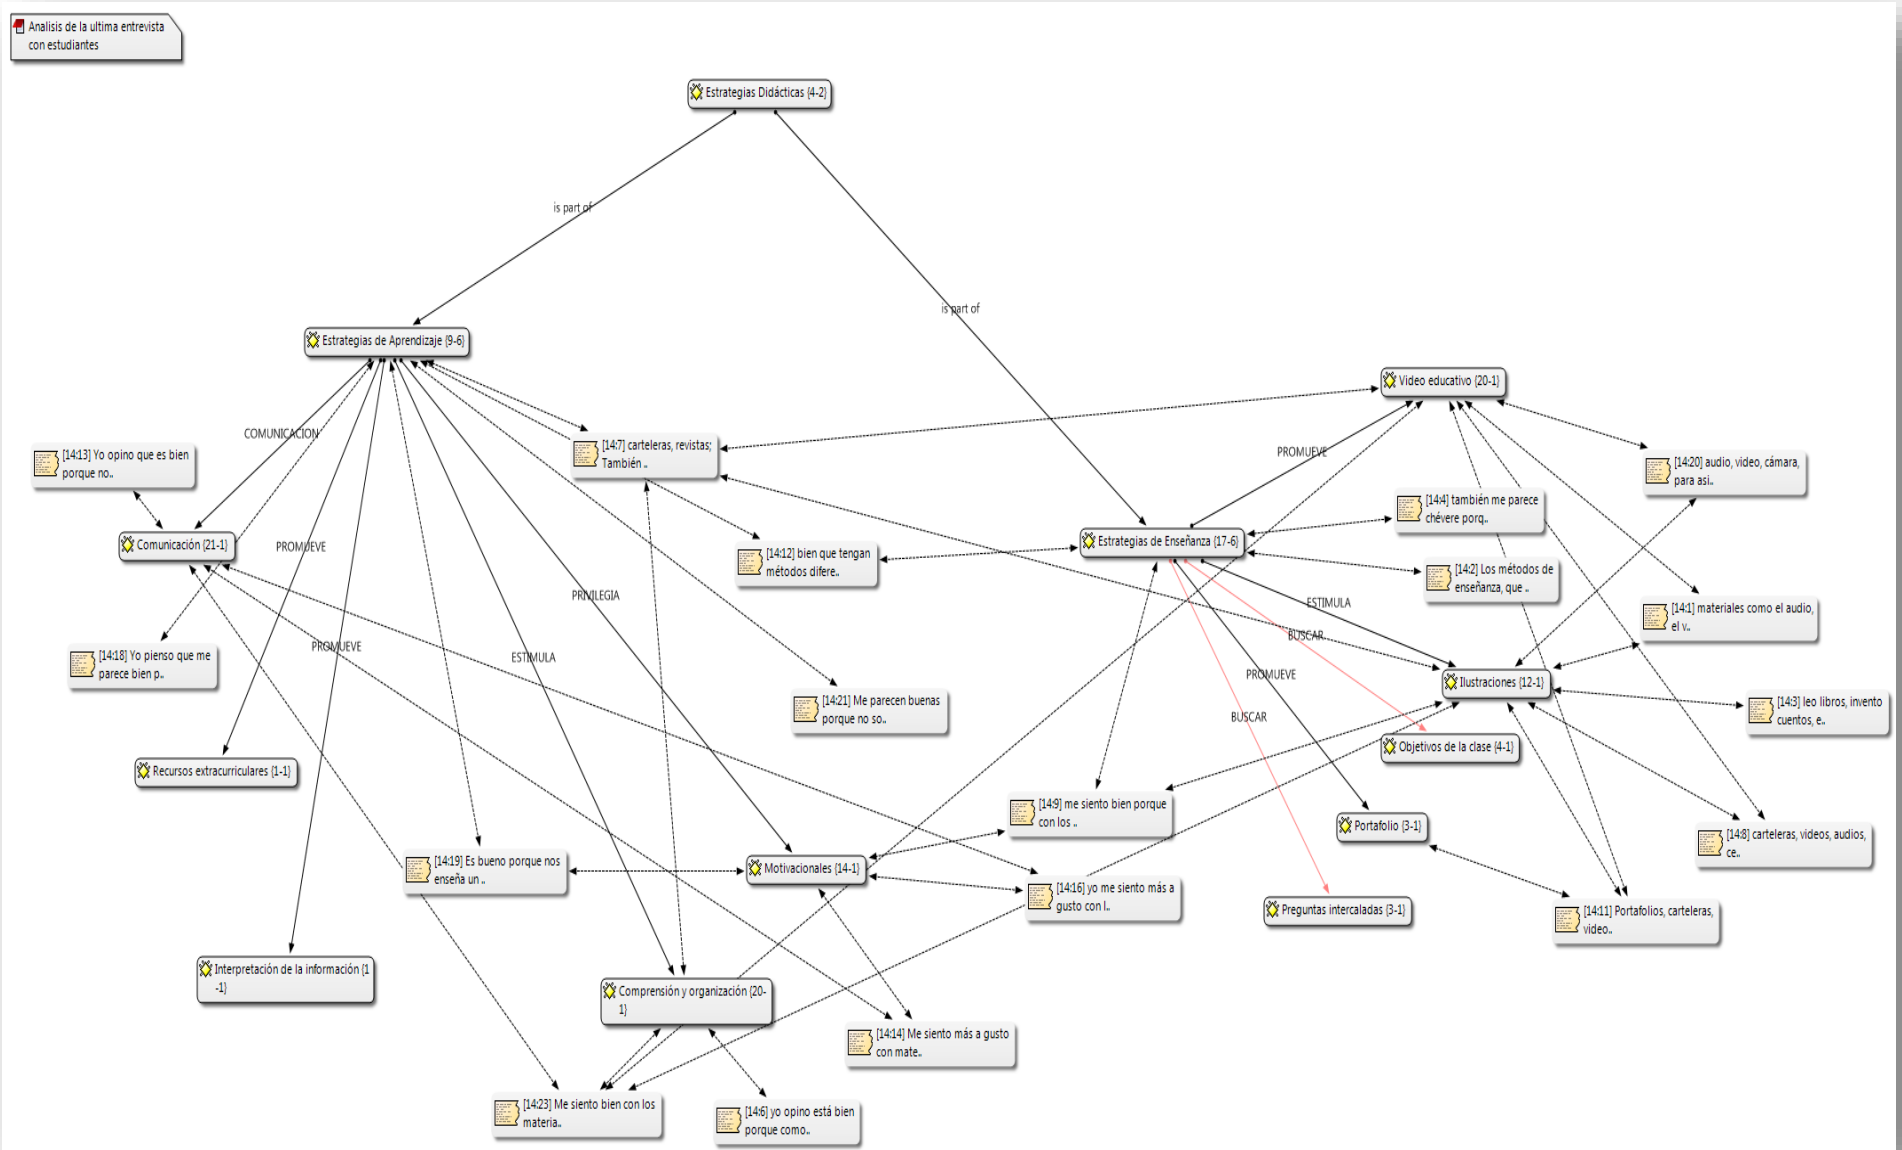 Analisis de la ultima entrevista
con estudiantes
Estrategias Didácticas {4-2}
is part of
is part of
Estrategias de Aprendizaje {9-6}
Video educativo {20-1}
COMUNICACION
[14:7] carteleras, revistas;
También ..
PROMUEVE
[14:13] Yo opino que es bien
porque no..
[14:20] audio, video, cámara,
para asi..
[14:4] también me parece
chévere porq..
Comunicación {21-1}
PROMUEVE
Estrategias de Enseñanza {17-6}
[14:12] bien que tengan
métodos difere..
[14:2] Los métodos de
enseñanza, que ..
PRIVILEGIA
ESTIMULA
[14:1] materiales como el audio,
el v..
BUSCAR
PROMUEVE
ESTIMULA
[14:18] Yo pienso que me
parece bien p..
PROMUEVE
Ilustraciones {12-1}
[14:21] Me parecen buenas
porque no so..
BUSCAR
[14:3] leo libros, invento
cuentos, e..
Objetivos de la clase {4-1}
Recursos extracurriculares {1-1}
[14:9] me siento bien porque
con los ..
Portafolio {3-1}
[14:8] carteleras, videos, audios,
ce..
[14:19] Es bueno porque nos
enseña un ..
Motivacionales {14-1}
[14:16] yo me siento más a
gusto con l..
Preguntas intercaladas {3-1}
[14:11] Portafolios, carteleras,
video..
Interpretación de la información {1
-1}
Comprensión y organización {20-
1}
[14:14] Me siento más a gusto
con mate..
[14:23] Me siento bien con los
materia..
[14:6] yo opino está bien
porque como..